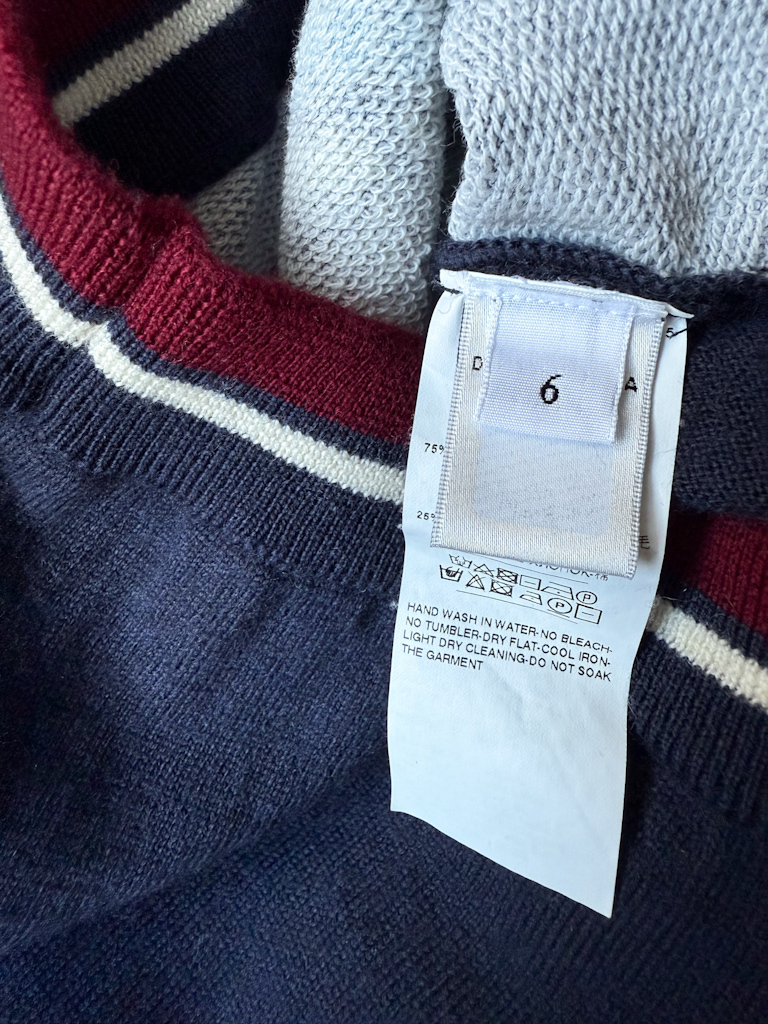 5
D
6
A
75%
25%
HAND WASH IN WATER-NO BLEACH-
NO TUMBLER-DRY FLAT-COOL IRON-
LIGHT DRY CLEANING-DO NOT SOAK
THE GARMENT